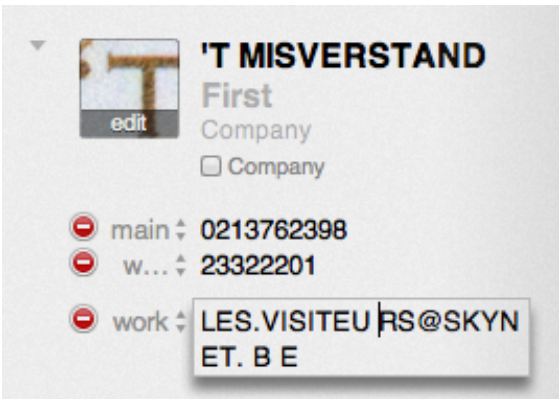 'T MISVERSTAND
First
Company
Company
T
edit
main 0213762398
w... 23322201
work LES.VISITEU RS@SKYN
ET. B E